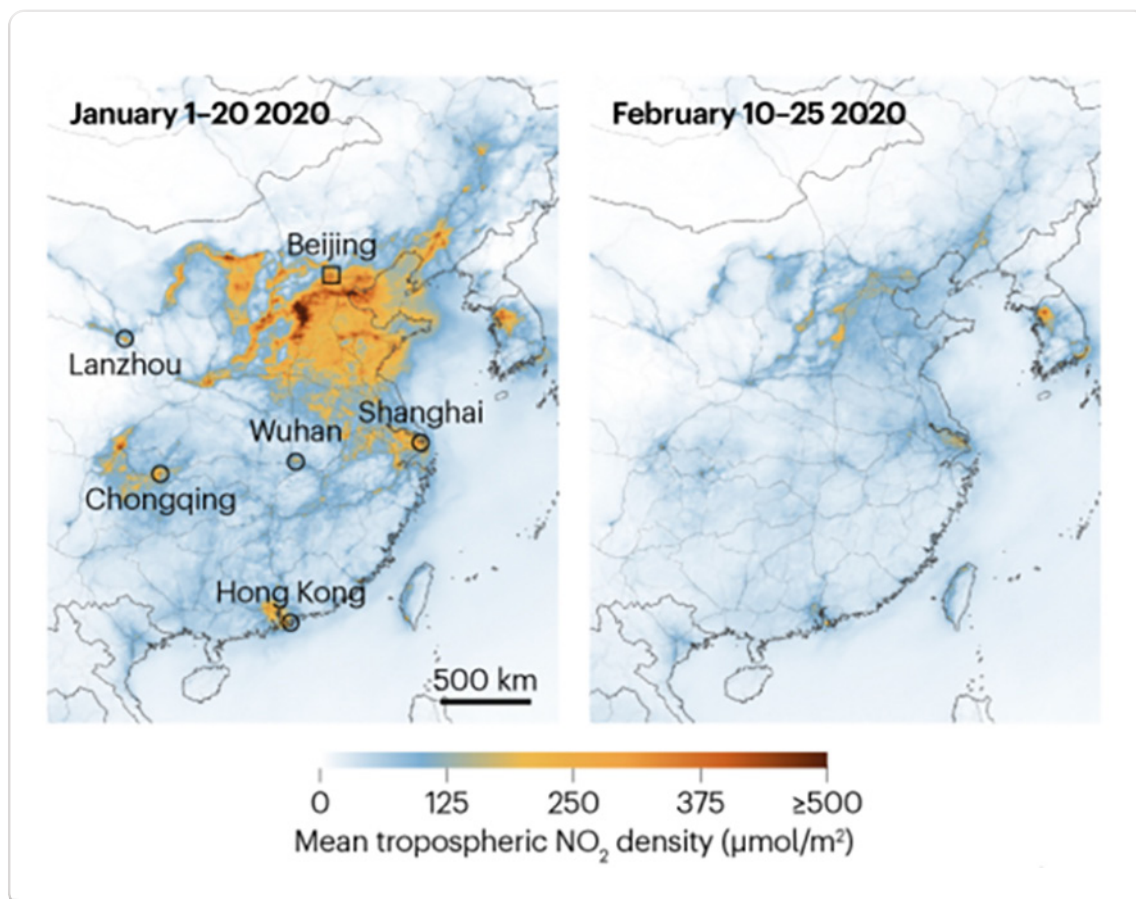 January 1–20 2020
February 10–25 2020
Beijing
Lanzhou
Shanghai
Wuhan
Chongqing
Hong Kong
500 km
0 125 250 375 ≥500
Mean tropospheric NO₂ density (µmol/m²)